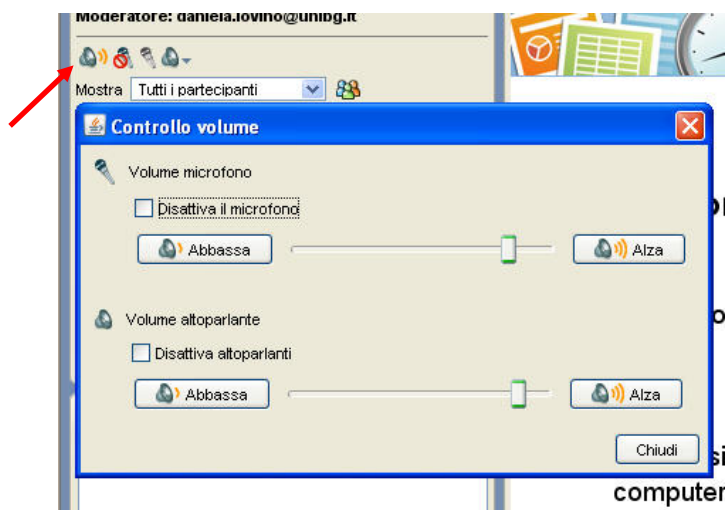 Moderatore: daniela.iovino@unibg.it
Mostra Tutti i partecipanti
Controllo volume
Volume microfono
Disattiva il microfono
Abbassa Alza
Volume altoparlante
Disattiva altoparlanti
Abbassa Alza
Chiudi
computer